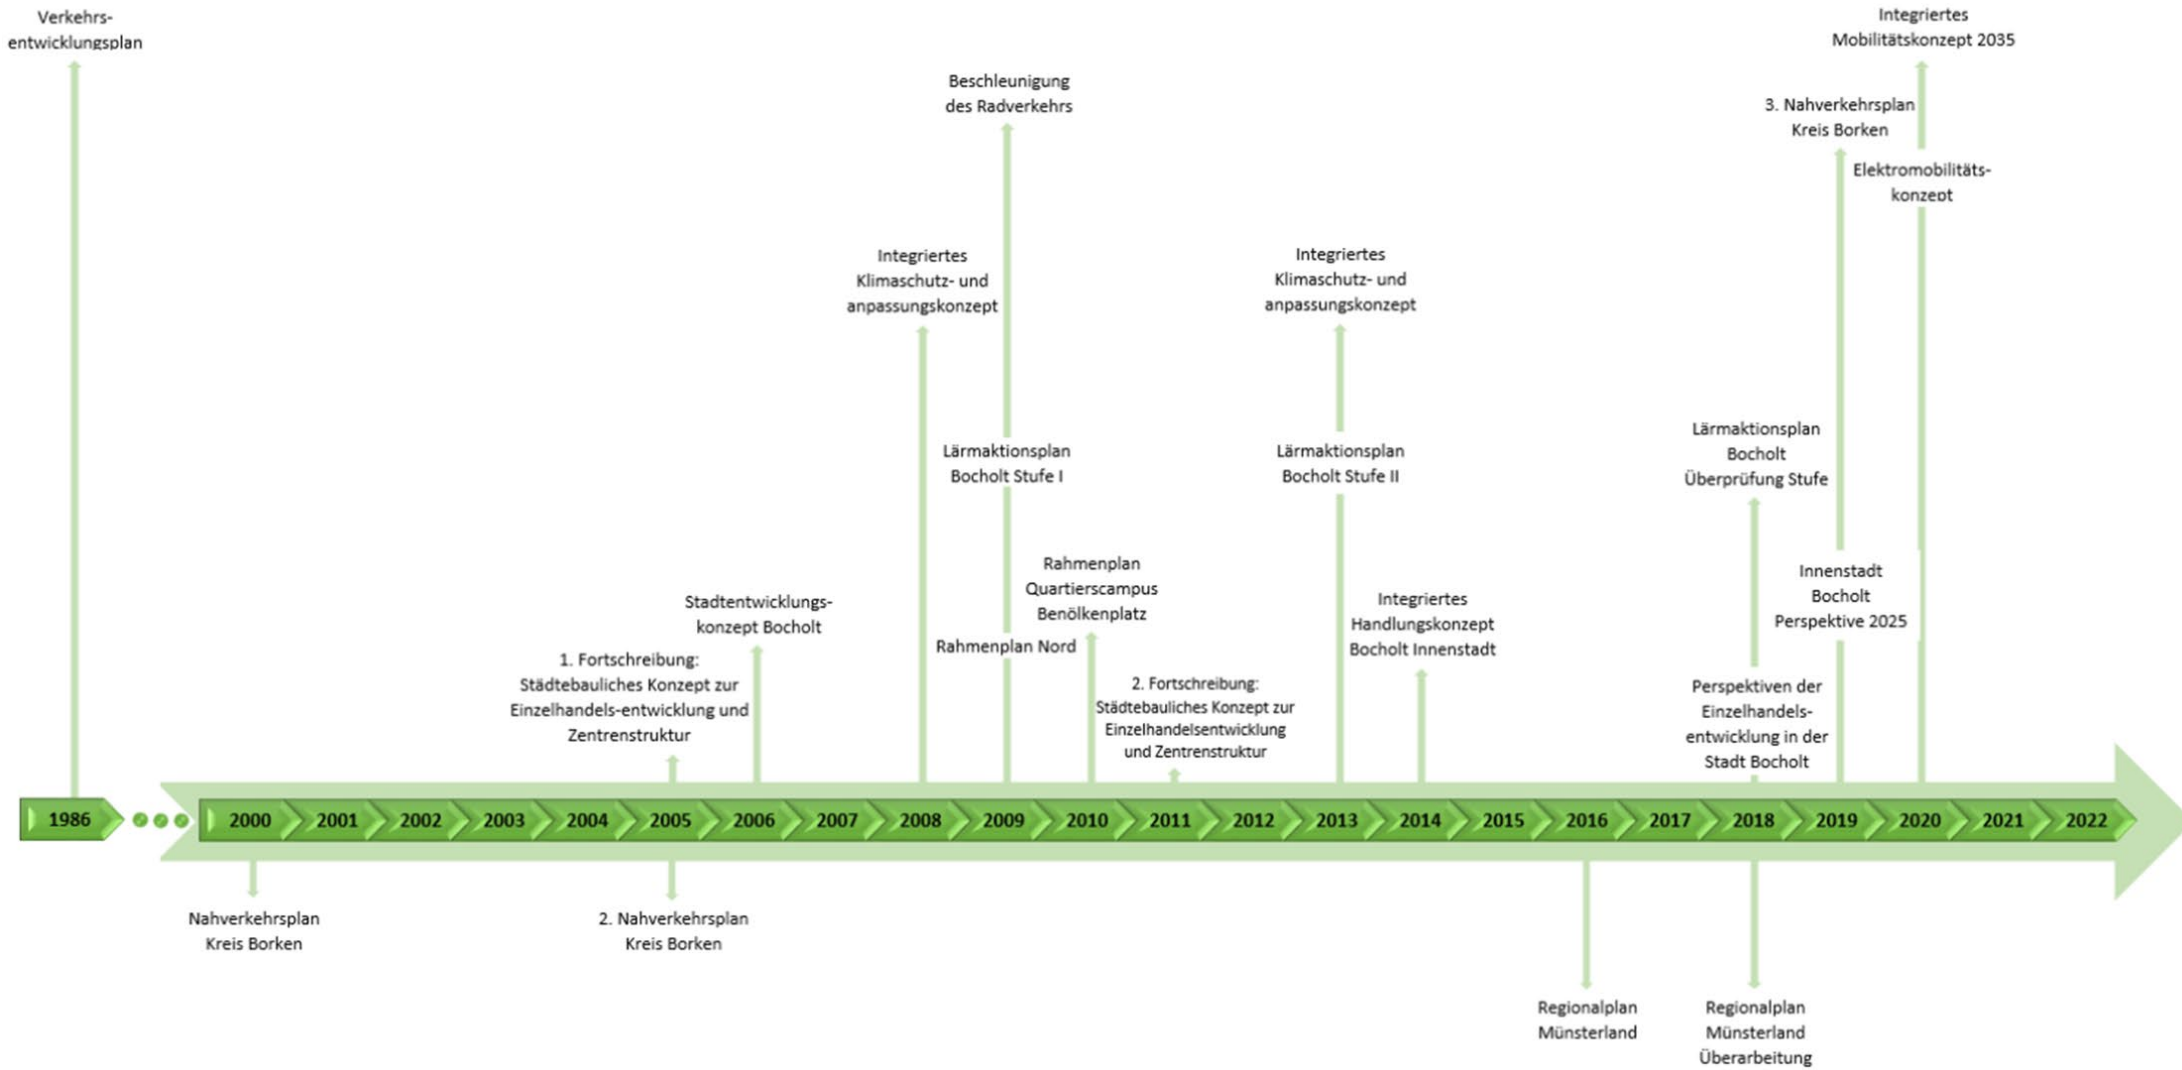 Verkehrs-
entwicklungsplan
Integriertes
Mobilitätskonzept 2035
Beschleunigung
des Radverkehrs
3. Nahverkehrsplan
Kreis Borken
Elektromobilitäts-
konzept
Integriertes
Klimaschutz- und
anpassungskonzept
Integriertes
Klimaschutz- und
anpassungskonzept
Lärmaktionsplan
Bocholt Stufe I
Lärmaktionsplan
Bocholt Stufe II
Lärmaktionsplan
Bocholt
Überprüfung Stufe
Rahmenplan
Quartierscampus
Benölkenplatz
Innenstadt
Bocholt
Perspektive 2025
Stadtentwicklungs-
konzept Bocholt
Integriertes
Handlungskonzept
Bocholt Innenstadt
Rahmenplan Nord
1. Fortschreibung:
Städtebauliches Konzept zur
Einzelhandels-entwicklung und
Zentrenstruktur
2. Fortschreibung:
Städtebauliches Konzept zur
Einzelhandelsentwicklung
und Zentrenstruktur
Perspektiven der
Einzelhandels-
entwicklung in der
Stadt Bocholt
1986 2000 2001 2002 2003 2004 2005 2006 2007 2008 2009 2010 2011 2012 2013 2014 2015 2016 2017 2018 2019 2020 2021 2022
Nahverkehrsplan
Kreis Borken
2. Nahverkehrsplan
Kreis Borken
Regionalplan
Münsterland
Regionalplan
Münsterland
Überarbeitung